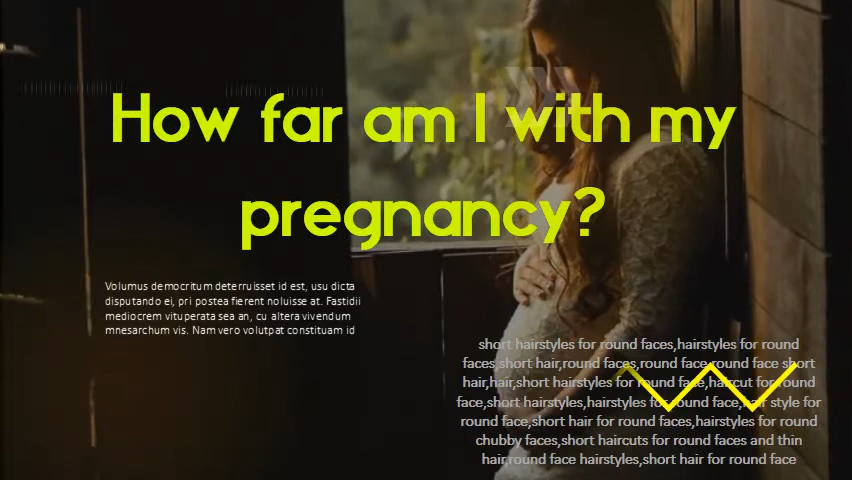 How far am I with my
pregnancy?
Volumus democritum deterruisset id est, usu dicta
disputando ei, pri postea fierent noluisse at. Fastidii
mediocrem vituperata sea an, cu altera vivendum
mnesarchum vis. Nam vero volutpat constituam id
short hairstyles for round faces,hairstyles for round
faces,short hair,round faces,round face,round face short
hair,hair,short hairstyles for round face,haircut for round
face,short hairstyles,hairstyles for round face,hair style for
round face,short hair for round faces,hairstyles for round
chubby faces,short haircuts for round faces and thin
hair,round face hairstyles,short hair for round face